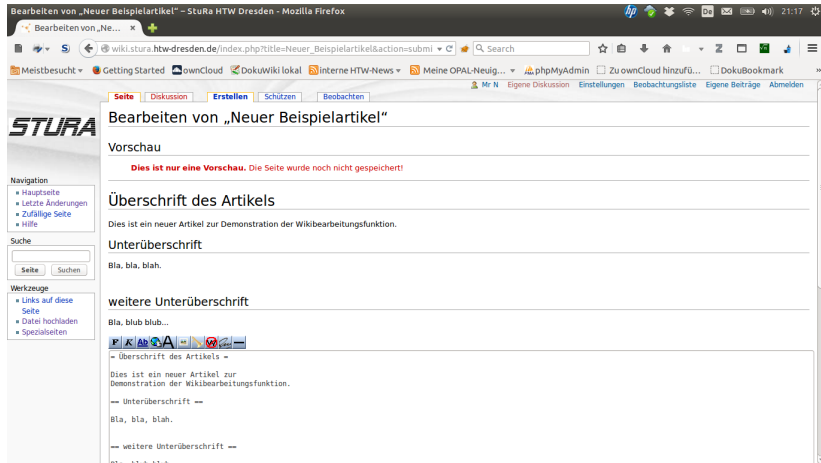 Bearbeiten von „Neuer Beispielartikel“ – StuRa HTW Dresden - Mozilla Firefox
De
21:17
Bearbeiten von „Ne...
wiki.stura.htw-dresden.de/index.php?title=Neuer_Beispielartikel&action=submi
Search
Meistbesucht
Getting Started
ownCloud
DokuWiki lokal
interne HTW-News
Meine OPAL-Neuig...
phpMyAdmin
Zu ownCloud hinzufü...
DokuBookmark
Mr N Eigene Diskussion Einstellungen Beobachtungsliste Eigene Beiträge Abmelden
Seite Diskussion Erstellen Schützen Beobachten
STURA
Navigation
Hauptseite
Letzte Änderungen
Zufällige Seite
Hilfe
Suche
Seite Suchen
Werkzeuge
Links auf diese
Seite
Datei hochladen
Spezialseiten
Bearbeiten von „Neuer Beispielartikel“
Vorschau
Dies ist nur eine Vorschau. Die Seite wurde noch nicht gespeichert!
Überschrift des Artikels
Dies ist ein neuer Artikel zur Demonstration der Wikibearbeitungsfunktion.
Unterüberschrift
Bla, bla, blah.
weitere Unterüberschrift
Bla, blub blub...
F K Ab A
= Überschrift des Artikels =
Dies ist ein neuer Artikel zur
Demonstration der Wikibearbeitungsfunktion.
== Unterüberschrift ==
Bla, bla, blah.
== weitere Unterüberschrift ==